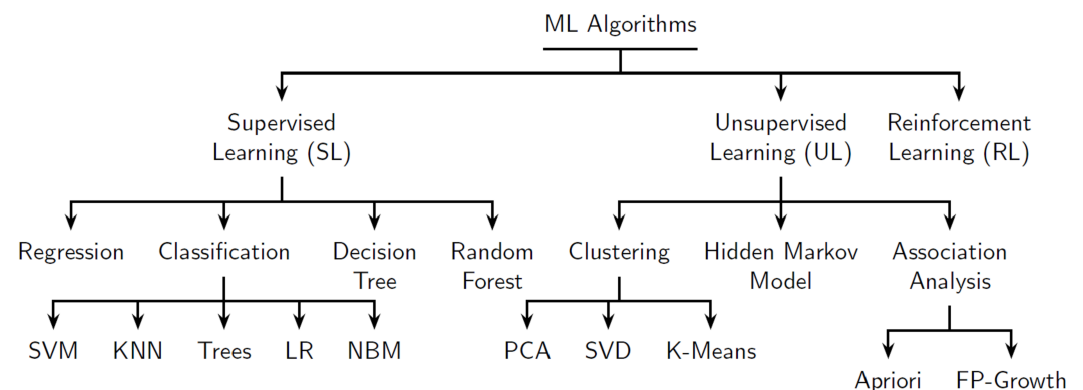 ML Algorithms
Supervised
Learning (SL)
Unsupervised
Learning (UL)
Reinforcement
Learning (RL)
Regression
Classification
Decision
Tree
Random
Forest
Clustering
Hidden Markov
Model
Association
Analysis
SVM
KNN
Trees
LR
NBM
PCA
SVD
K-Means
Apriori
FP-Growth